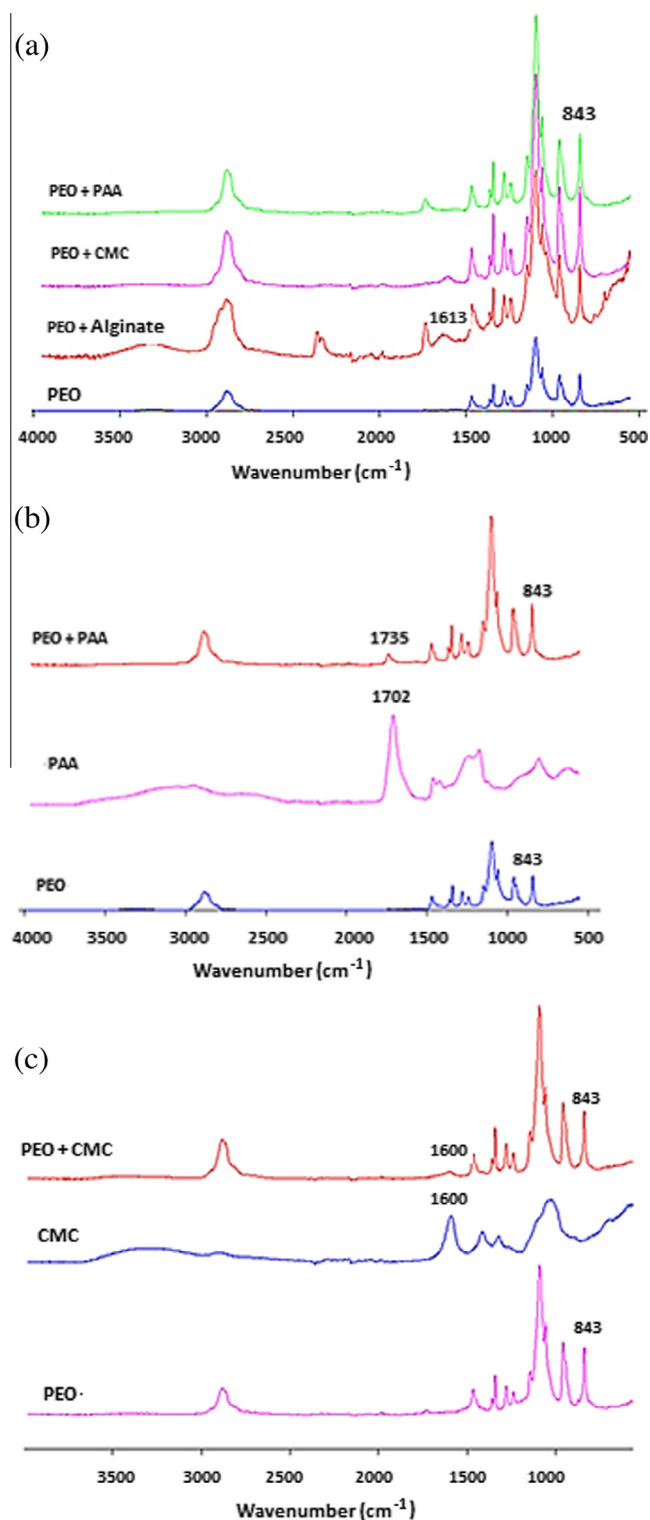 (a)
843
PEO + PAA
PEO + CMC
1613
PEO + Alginate
PEO
4000 3500 3000 2500 2000 1500 1000 500
Wavenumber (cm-1)
(b)
843
1735
PEO + PAA
1702
PAA
843
PEO
4000 3500 3000 2500 2000 1500 1000 500
Wavenumber (cm-1)
(c)
843
PEO + CMC
1600
1600
CMC
843
PEO
3500 3000 2500 2000 1500 1000
Wavenumber (cm-1)